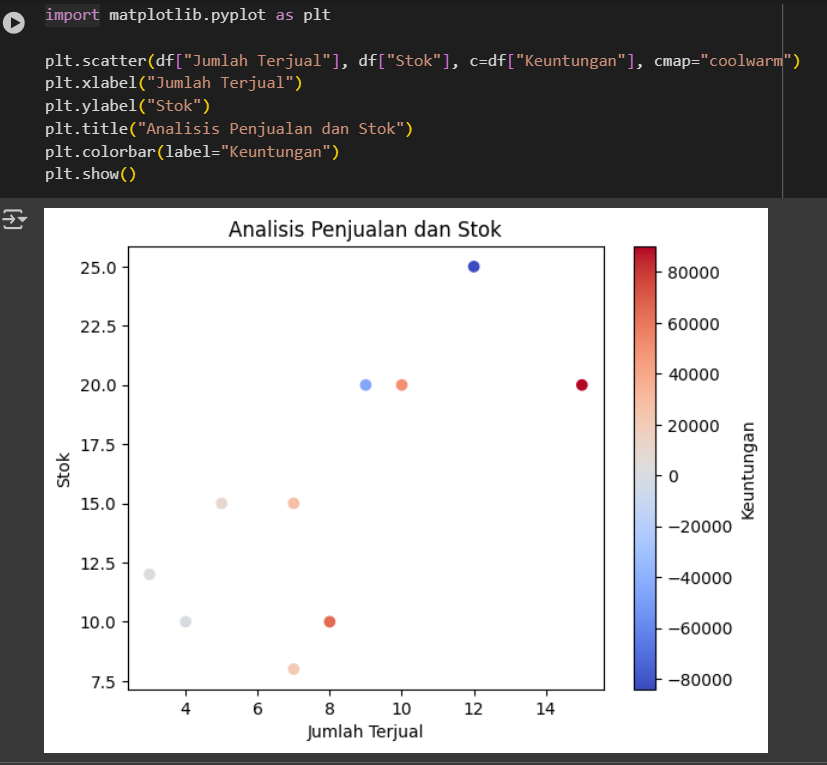 import matplotlib.pyplot as plt
plt.scatter(df["Jumlah Terjual"], df["Stok"], c=df["Keuntungan"], cmap="coolwarm")
plt.xlabel("Jumlah Terjual")
plt.ylabel("Stok")
plt.title("Analisis Penjualan dan Stok")
plt.colorbar(label="Keuntungan")
plt.show()
Analisis Penjualan dan Stok
25.0
22.5
20.0
17.5
15.0
12.5
10.0
7.5
Stok
4 6 8 10 12 14
Jumlah Terjual
80000
60000
40000
20000
0
−20000
−40000
−60000
−80000
Keuntungan